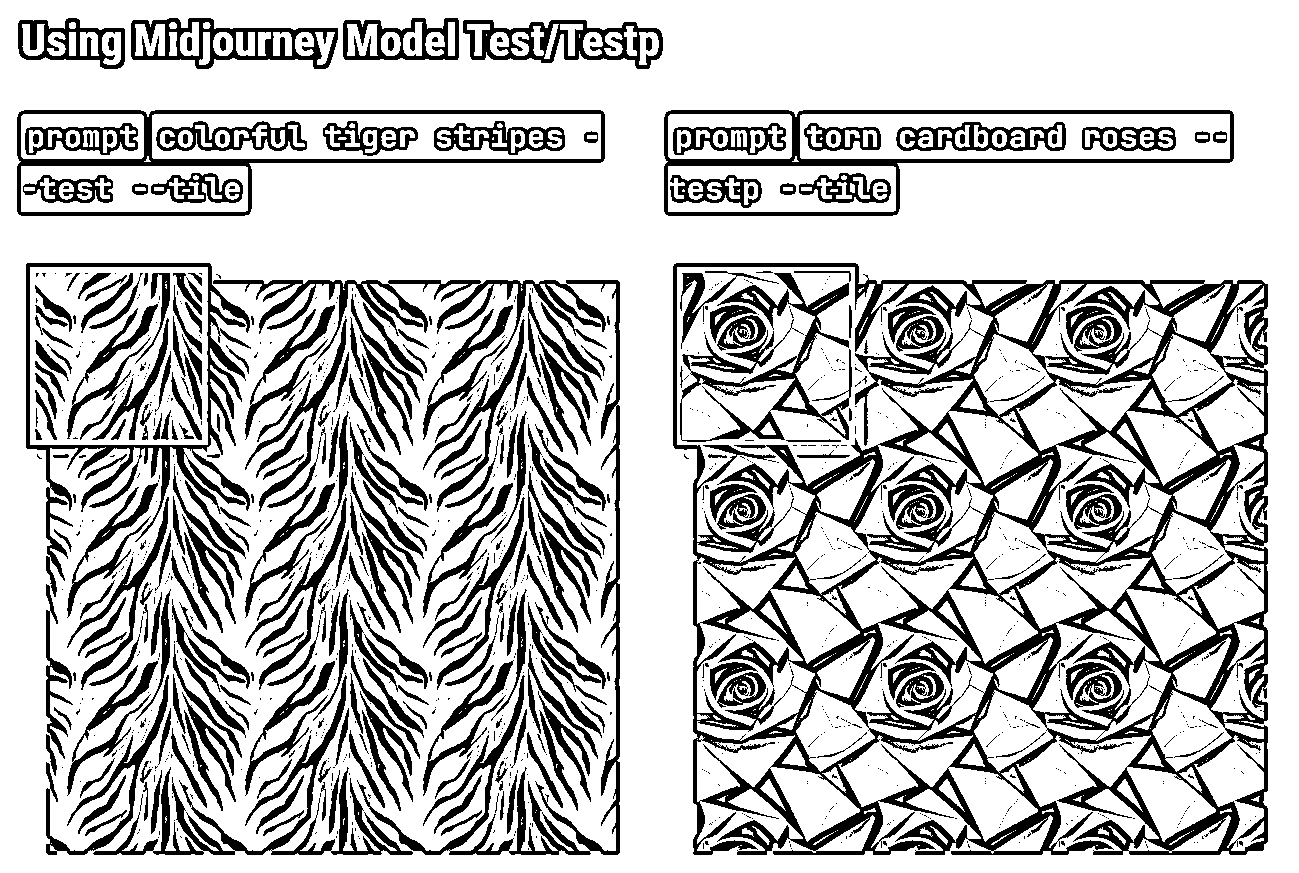 Using Midjourney Model Test/Testp
prompt colorful tiger stripes -
-test --tile
prompt torn cardboard roses --
testp --tile